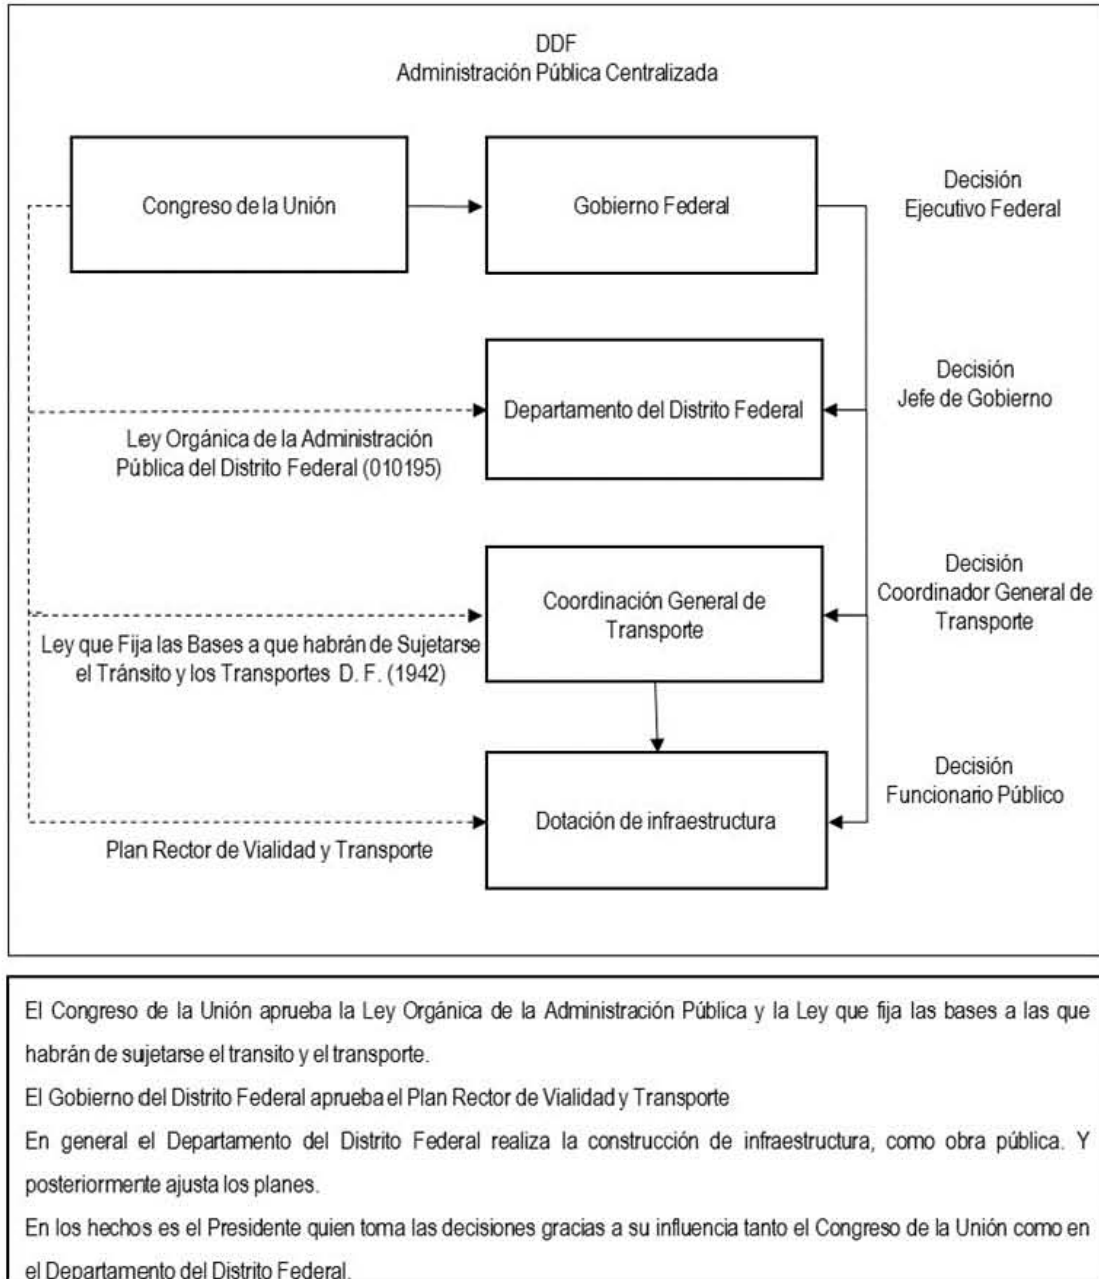 DDF
Administración Pública Centralizada
Congreso de la Unión
Gobierno Federal
Decisión
Ejecutivo Federal
Departamento del Distrito Federal
Decisión
Jefe de Gobierno
Ley Orgánica de la Administración
Pública del Distrito Federal (010195)
Coordinación General de
Transporte
Decisión
Coordinador General de
Transporte
Ley que Fija las Bases a que habrán de Sujetarse
el Tránsito y los Transportes D. F. (1942)
Dotación de infraestructura
Decisión
Funcionario Público
Plan Rector de Vialidad y Transporte
El Congreso de la Unión aprueba la Ley Orgánica de la Administración Pública y la Ley que fija las bases a las que
habrán de sujetarse el transito y el transporte.
El Gobierno del Distrito Federal aprueba el Plan Rector de Vialidad y Transporte
En general el Departamento del Distrito Federal realiza la construcción de infraestructura, como obra pública. Y
posteriormente ajusta los planes.
En los hechos es el Presidente quien toma las decisiones gracias a su influencia tanto el Congreso de la Unión como en
el Departamento del Distrito Federal.